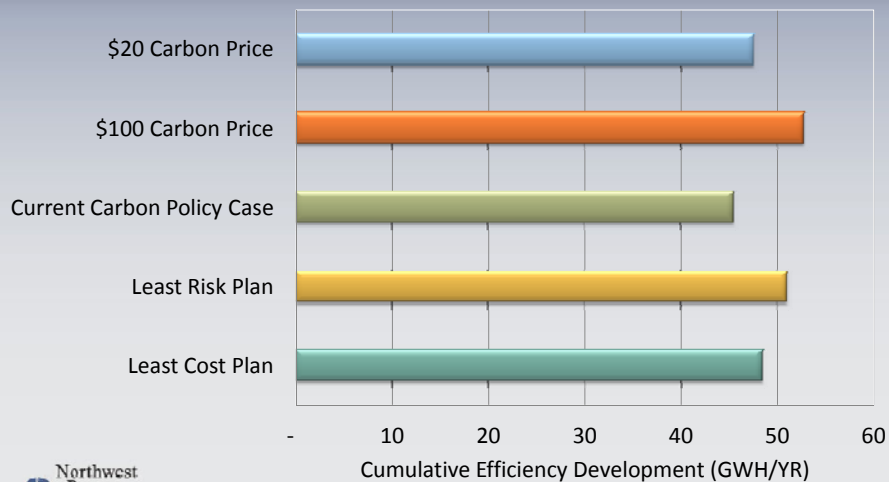 $20 Carbon Price
$100 Carbon Price
Current Carbon Policy Case
Least Risk Plan
Least Cost Plan
- 10 20 30 40 50 60
Cumulative Efficiency Development (GWH/YR)
Northwest